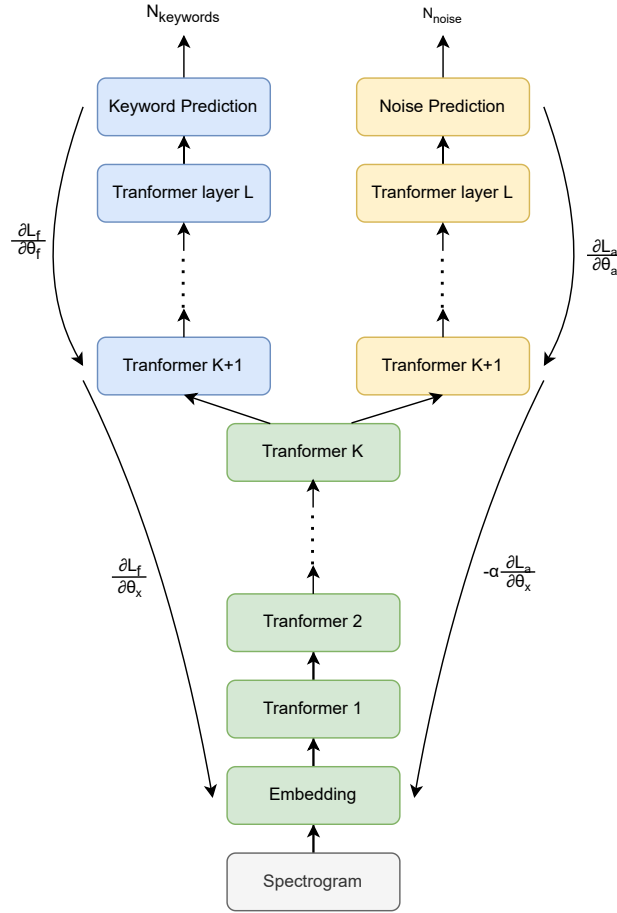 N_keywords
N_noise
Keyword Prediction
Noise Prediction
Tranformer layer L
Tranformer layer L
∂L_f
∂θ_f
∂L_a
∂θ_a
Tranformer K+1
Tranformer K+1
Tranformer K
∂L_f
∂θ_x
-α ∂L_a
∂θ_x
Tranformer 2
Tranformer 1
Embedding
Spectrogram